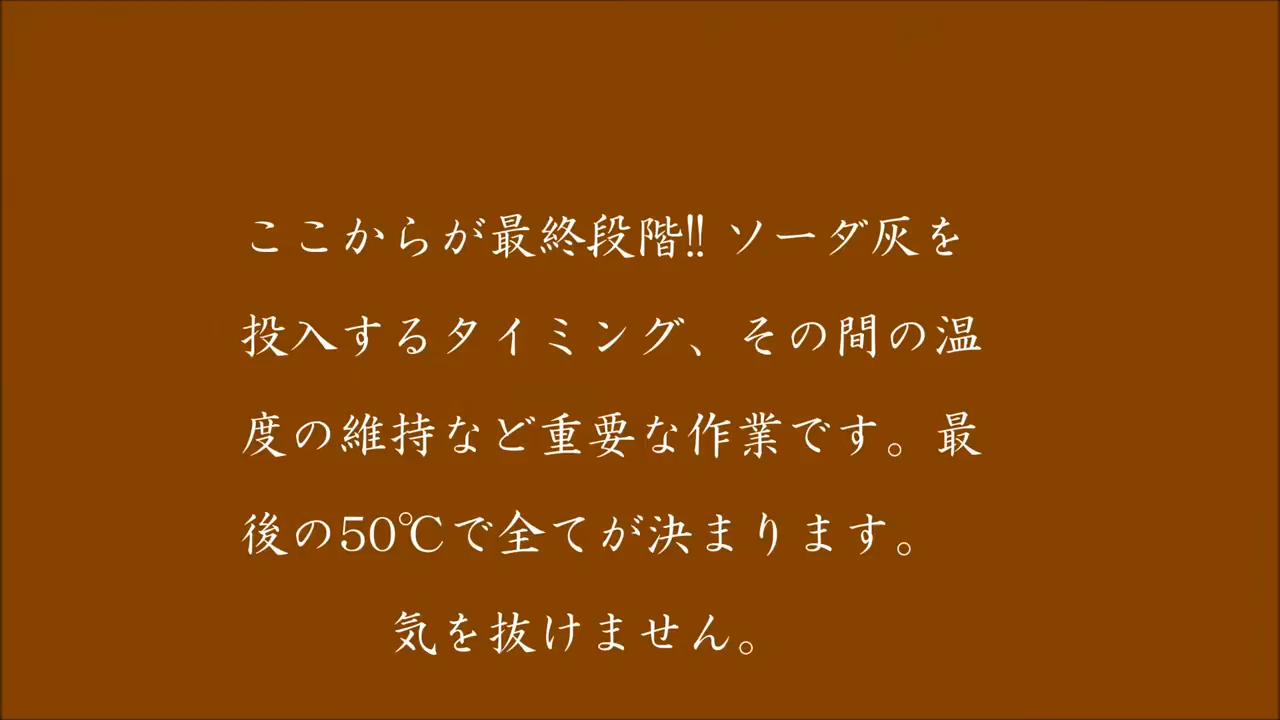 ここからが最終段階‼ ソーダ灰を
投入するタイミング、その間の温
度の維持など重要な作業です。最
後の50℃で全てが決まります。
気を抜けません。